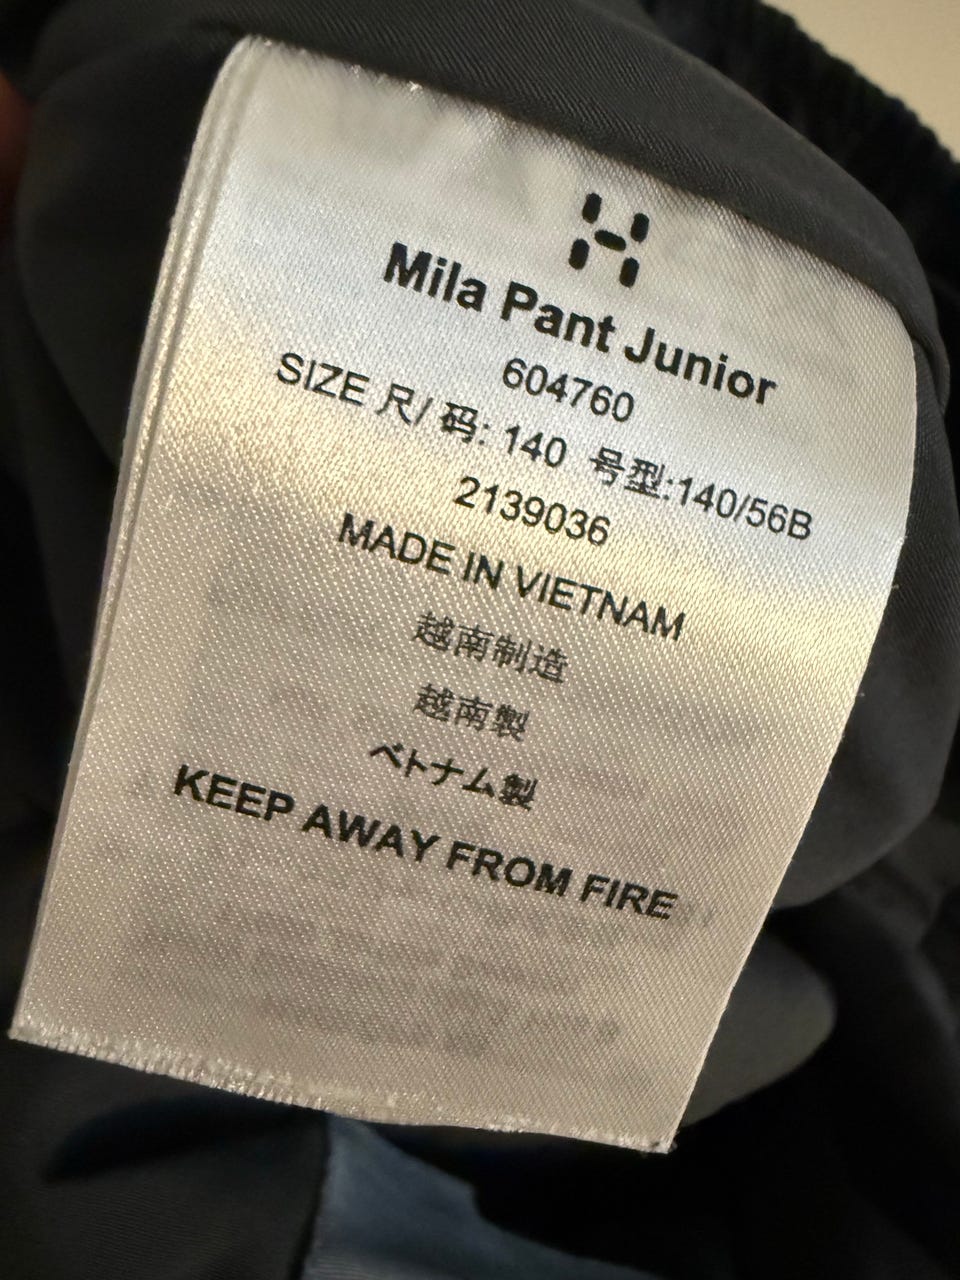 Mila Pant Junior
604760
SIZE 尺/ 码: 140 号型:140/56B
2139036
MADE IN VIETNAM
越南制造
越南製
ベトナム製
KEEP AWAY FROM FIRE